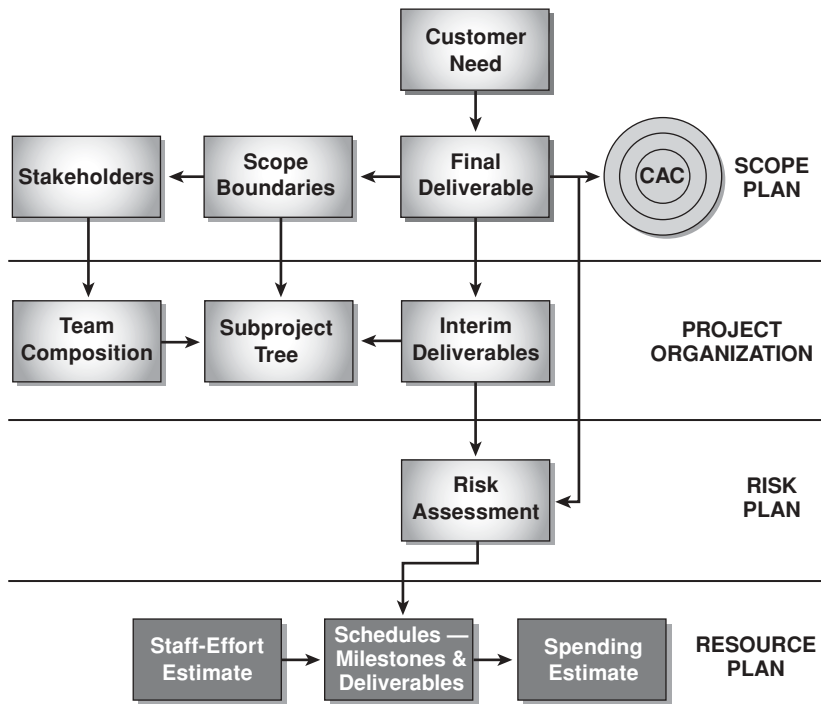 Customer
Need
Stakeholders
Scope
Boundaries
Final
Deliverable
CAC
SCOPE
PLAN
Team
Composition
Subproject
Tree
Interim
Deliverables
PROJECT
ORGANIZATION
Risk
Assessment
RISK
PLAN
Staff-Effort
Estimate
Schedules —
Milestones &
Deliverables
Spending
Estimate
RESOURCE
PLAN